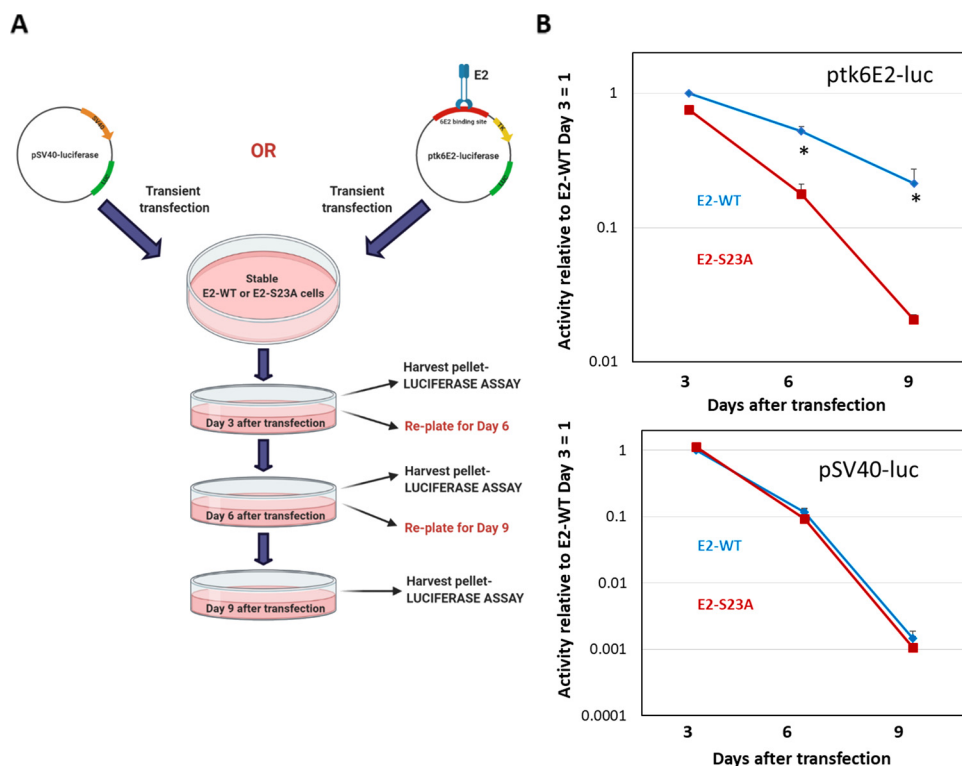 A
E2
SV40
pSV40-luciferase
OR
6E2 binding site
TK
ptk6E2-luciferase
Transient
transfection
Transient
transfection
Stable
E2-WT or E2-S23A cells
Harvest pellet-
LUCIFERASE ASSAY
Day 3 after transfection
Re-plate for Day 6
Harvest pellet-
LUCIFERASE ASSAY
Day 6 after transfection
Re-plate for Day 9
Harvest pellet-
LUCIFERASE ASSAY
Day 9 after transfection
B
Activity relative to E2-WT Day 3 = 1
ptk6E2-luc
1
0.1
0.01
*
*
E2-WT
E2-S23A
3 6 9
Days after transfection
Activity relative to E2-WT Day 3 = 1
pSV40-luc
1
0.1
0.01
0.001
0.0001
E2-WT
E2-S23A
3 6 9
Days after transfection